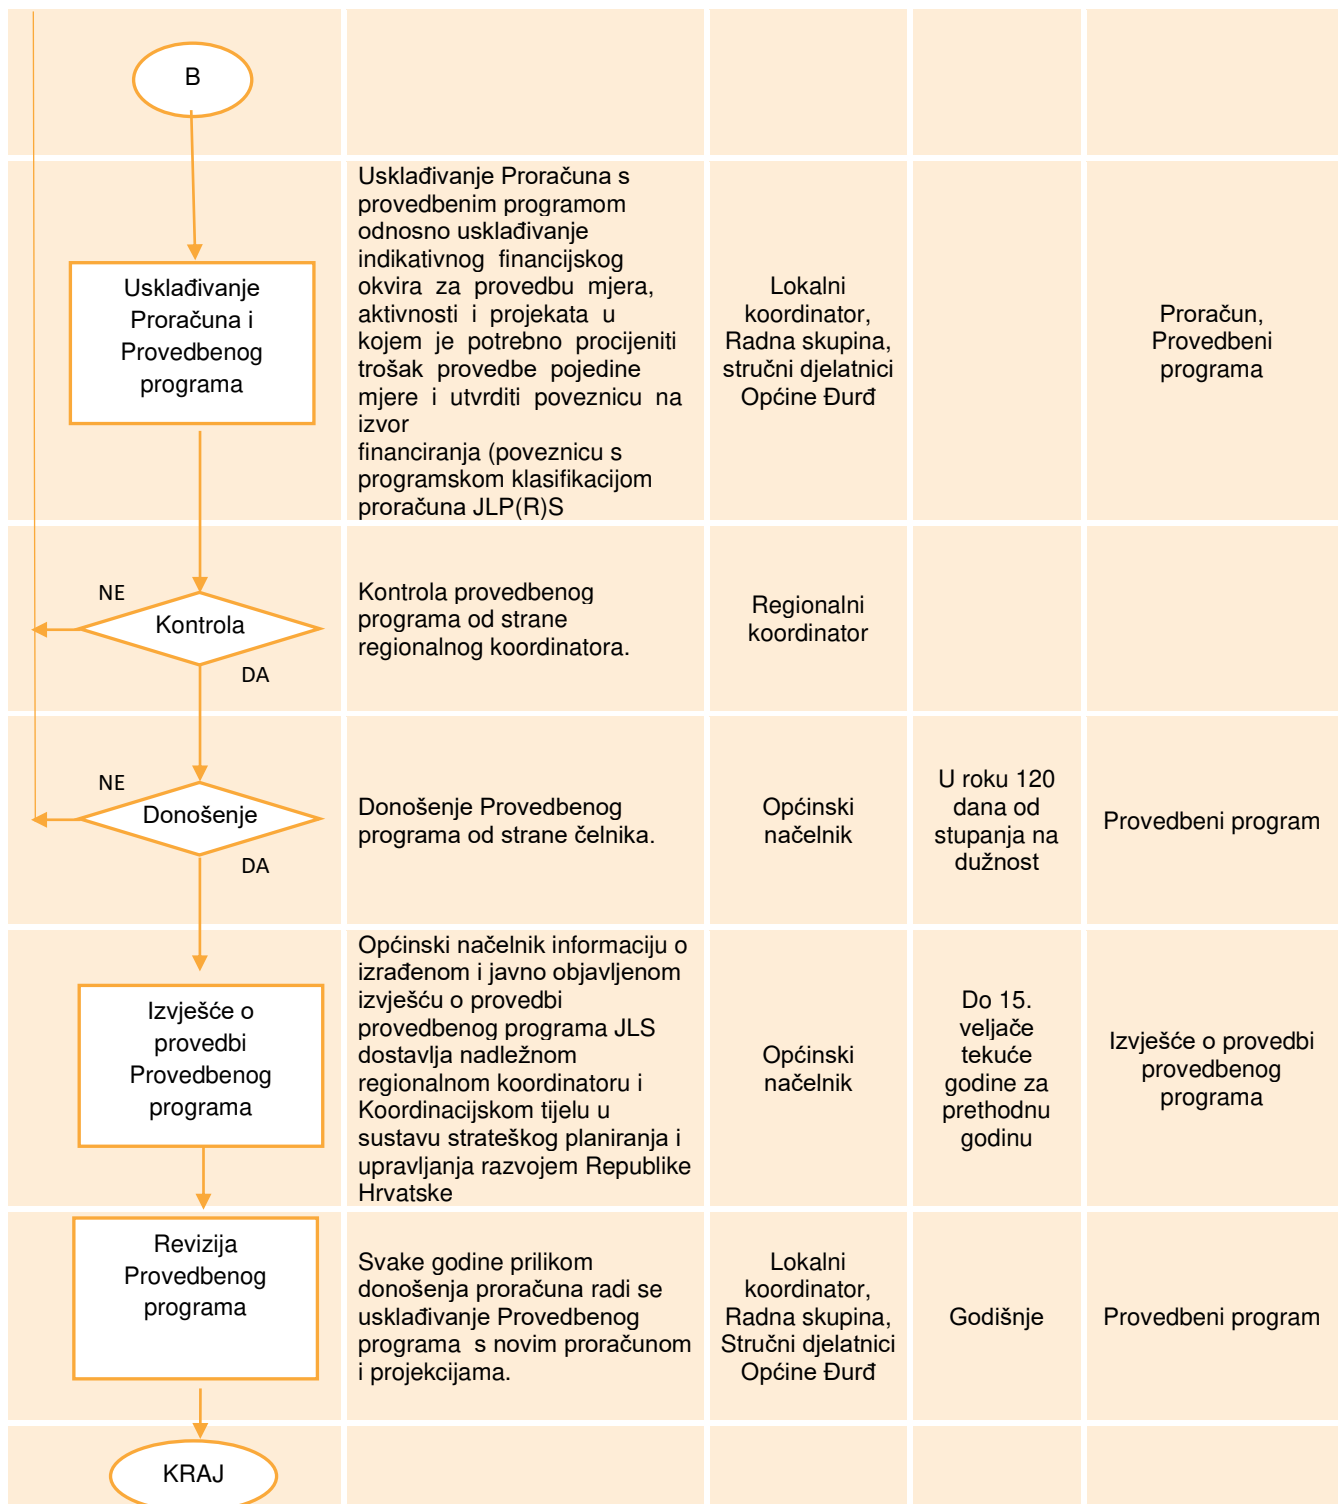 B
Usklađivanje
Proračuna i
Provedbenog
programa
Usklađivanje Proračuna s
provedbenim programom
odnosno usklađivanje
indikativnog financijskog
okvira za provedbu mjera,
aktivnosti i projekata u
kojem je potrebno procijeniti
trošak provedbe pojedine
mjere i utvrditi poveznicu na
izvor
financiranja (poveznicu s
programskom klasifikacijom
proračuna JLP(R)S
Lokalni
koordinator,
Radna skupina,
stručni djelatnici
Općine Đurđ
Proračun,
Provedbeni
programa
NE
Kontrola
DA
Kontrola provedbenog
programa od strane
regionalnog koordinatora.
Regionalni
koordinator
NE
Donošenje
DA
Donošenje Provedbenog
programa od strane čelnika.
Općinski
načelnik
U roku 120
dana od
stupanja na
dužnost
Provedbeni program
Izvješće o
provedbi
Provedbenog
programa
Općinski načelnik informaciju o
izrađenom i javno objavljenom
izvješću o provedbi
provedbenog programa JLS
dostavlja nadležnom
regionalnom koordinatoru i
Koordinacijskom tijelu u
sustavu strateškog planiranja i
upravljanja razvojem Republike
Hrvatske
Općinski
načelnik
Do 15.
veljače
tekuće
godine za
prethodnu
godinu
Izvješće o provedbi
provedbenog
programa
Revizija
Provedbenog
programa
Svake godine prilikom
donošenja proračuna radi se
usklađivanje Provedbenog
programa s novim proračunom
i projekcijama.
Lokalni
koordinator,
Radna skupina,
Stručni djelatnici
Općine Đurđ
Godišnje
Provedbeni program
KRAJ